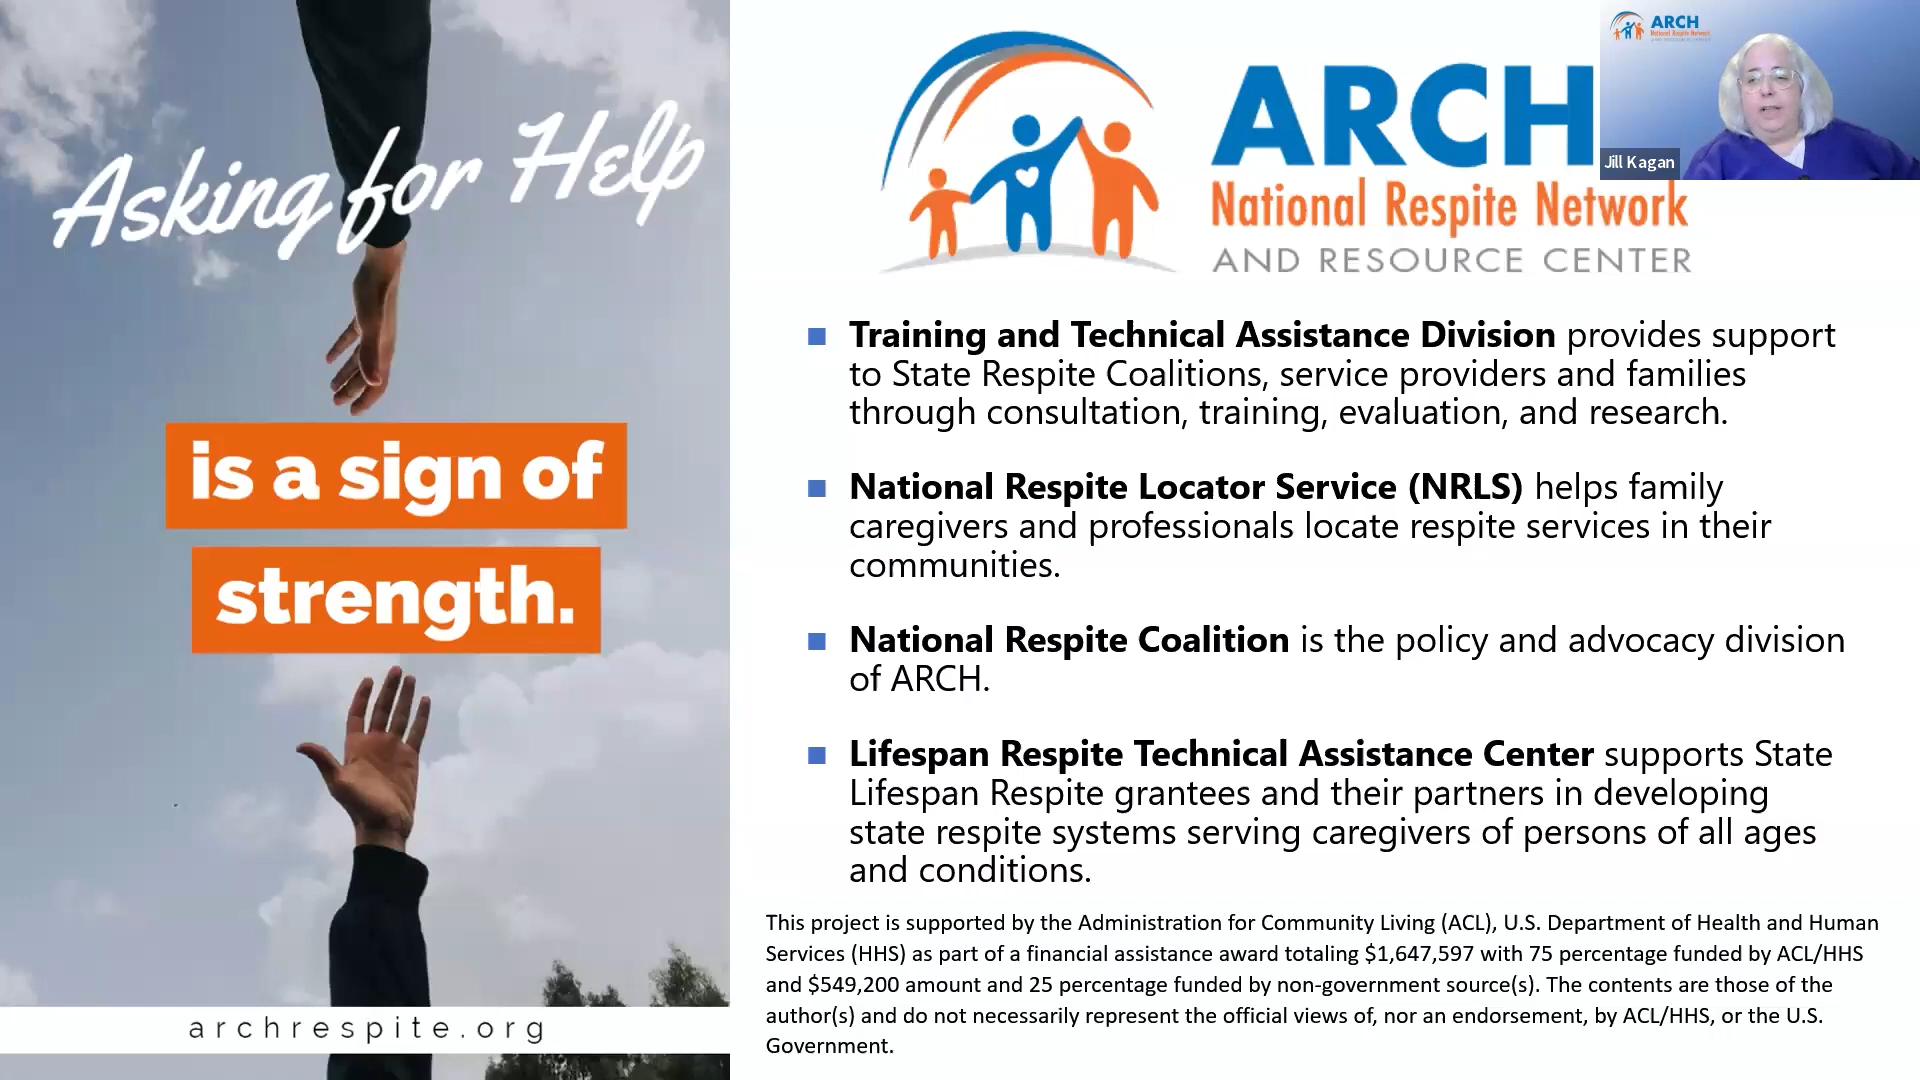 Asking for Help
is a sign of
strength.
archrespite.org
ARCH
National Respite Network
AND RESOURCE CENTER
ARCH
National Respite Network
AND RESOURCE CENTER
Jill Kagan
Training and Technical Assistance Division provides support
to State Respite Coalitions, service providers and families
through consultation, training, evaluation, and research.
National Respite Locator Service (NRLS) helps family
caregivers and professionals locate respite services in their
communities.
National Respite Coalition is the policy and advocacy division
of ARCH.
Lifespan Respite Technical Assistance Center supports State
Lifespan Respite grantees and their partners in developing
state respite systems serving caregivers of persons of all ages
and conditions.
This project is supported by the Administration for Community Living (ACL), U.S. Department of Health and Human
Services (HHS) as part of a financial assistance award totaling $1,647,597 with 75 percentage funded by ACL/HHS
and $549,200 amount and 25 percentage funded by non-government source(s). The contents are those of the
author(s) and do not necessarily represent the official views of, nor an endorsement, by ACL/HHS, or the U.S.
Government.